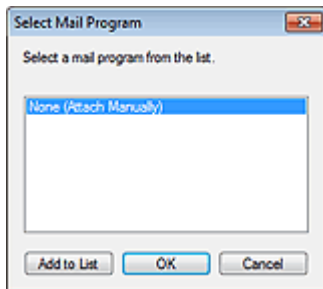 Select Mail Program
Select a mail program from the list.
None (Attach Manually)
Add to List OK Cancel